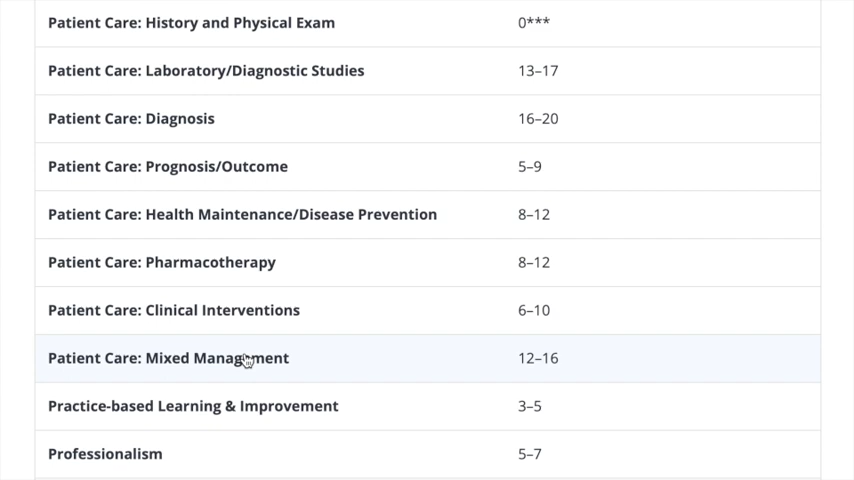 Patient Care: History and Physical Exam 0***
Patient Care: Laboratory/Diagnostic Studies 13–17
Patient Care: Diagnosis 16–20
Patient Care: Prognosis/Outcome 5–9
Patient Care: Health Maintenance/Disease Prevention 8–12
Patient Care: Pharmacotherapy 8–12
Patient Care: Clinical Interventions 6–10
Patient Care: Mixed Management 12–16
Practice-based Learning & Improvement 3–5
Professionalism 5–7